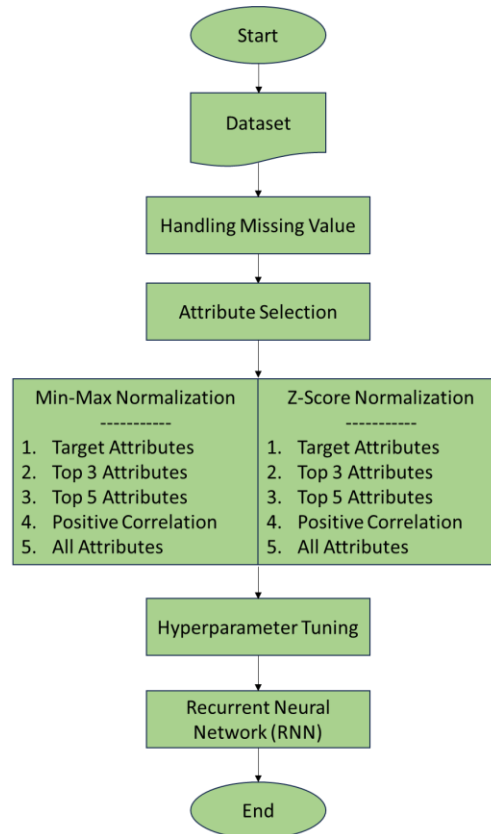 Start
Dataset
Handling Missing Value
Attribute Selection
Min-Max Normalization
-----------
1. Target Attributes
2. Top 3 Attributes
3. Top 5 Attributes
4. Positive Correlation
5. All Attributes
Z-Score Normalization
-----------
1. Target Attributes
2. Top 3 Attributes
3. Top 5 Attributes
4. Positive Correlation
5. All Attributes
Hyperparameter Tuning
Recurrent Neural
Network (RNN)
End